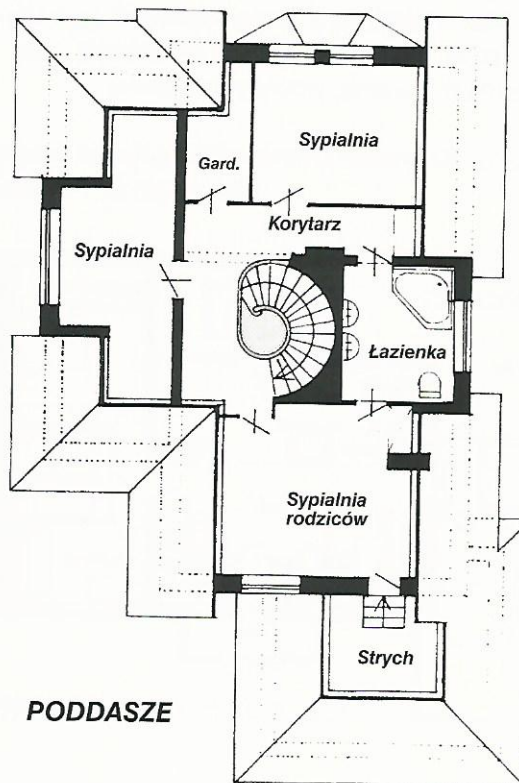 Sypialnia
Gard.
Korytarz
Sypialnia
Łazienka
Sypialnia
rodziców
Strych
PODDASZE